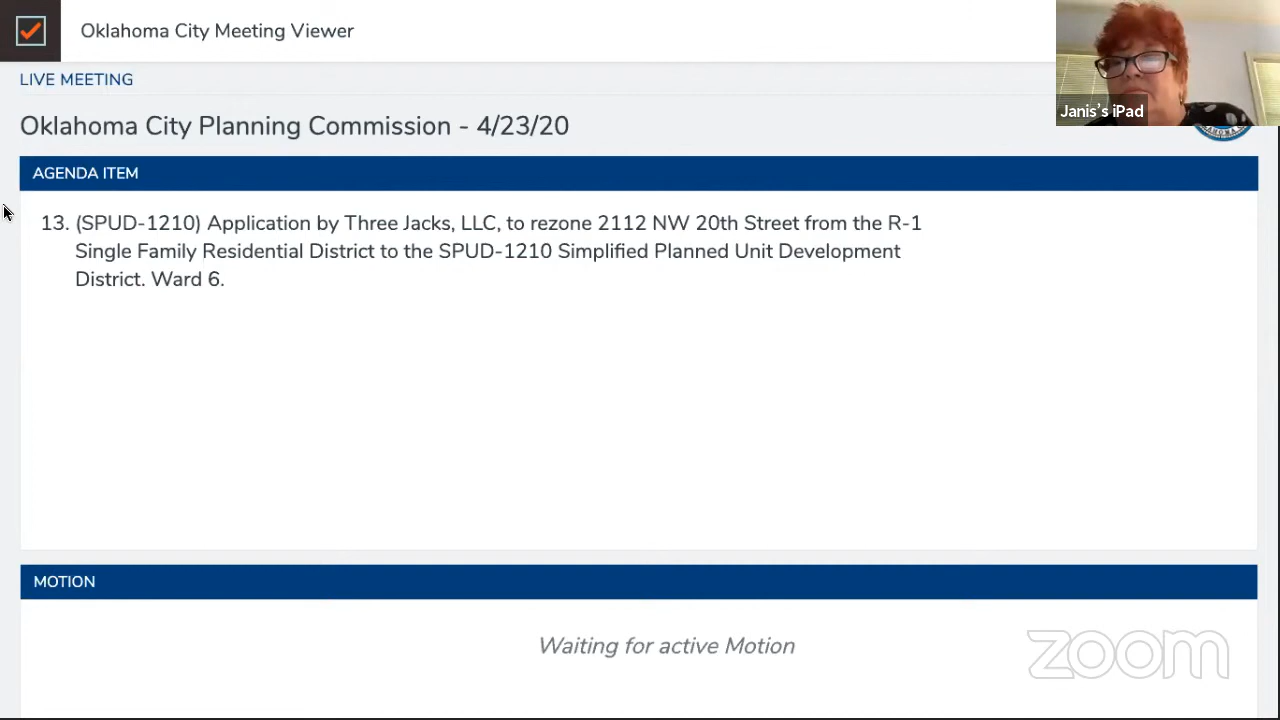 Oklahoma City Meeting Viewer
LIVE MEETING
Janis’s iPad
Oklahoma City Planning Commission - 4/23/20
AGENDA ITEM
13. (SPUD-1210) Application by Three Jacks, LLC, to rezone 2112 NW 20th Street from the R-1
Single Family Residential District to the SPUD-1210 Simplified Planned Unit Development
District. Ward 6.
MOTION
Waiting for active Motion
zoom